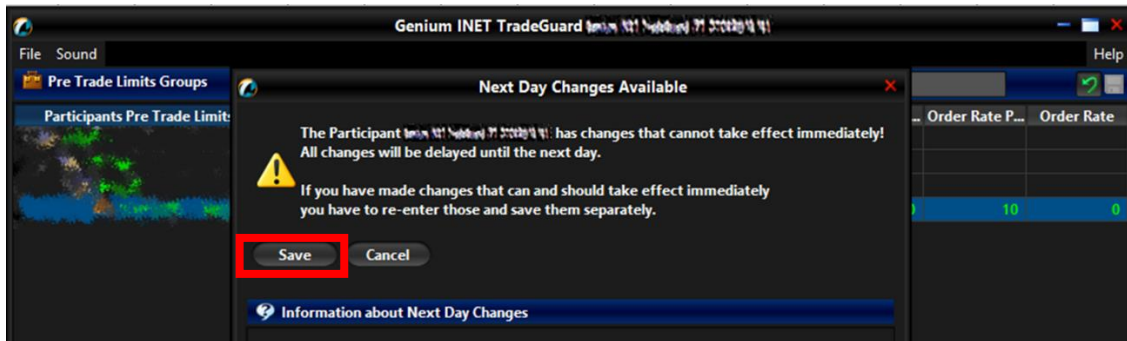 Genium INET TradeGuard
File Sound
Help
Pre Trade Limits Groups
Next Day Changes Available
Participants Pre Trade Limits
Order Rate P... Order Rate
The Participant has changes that cannot take effect immediately!
All changes will be delayed until the next day.
If you have made changes that can and should take effect immediately
you have to re-enter those and save them separately.
10 0
Save Cancel
Information about Next Day Changes